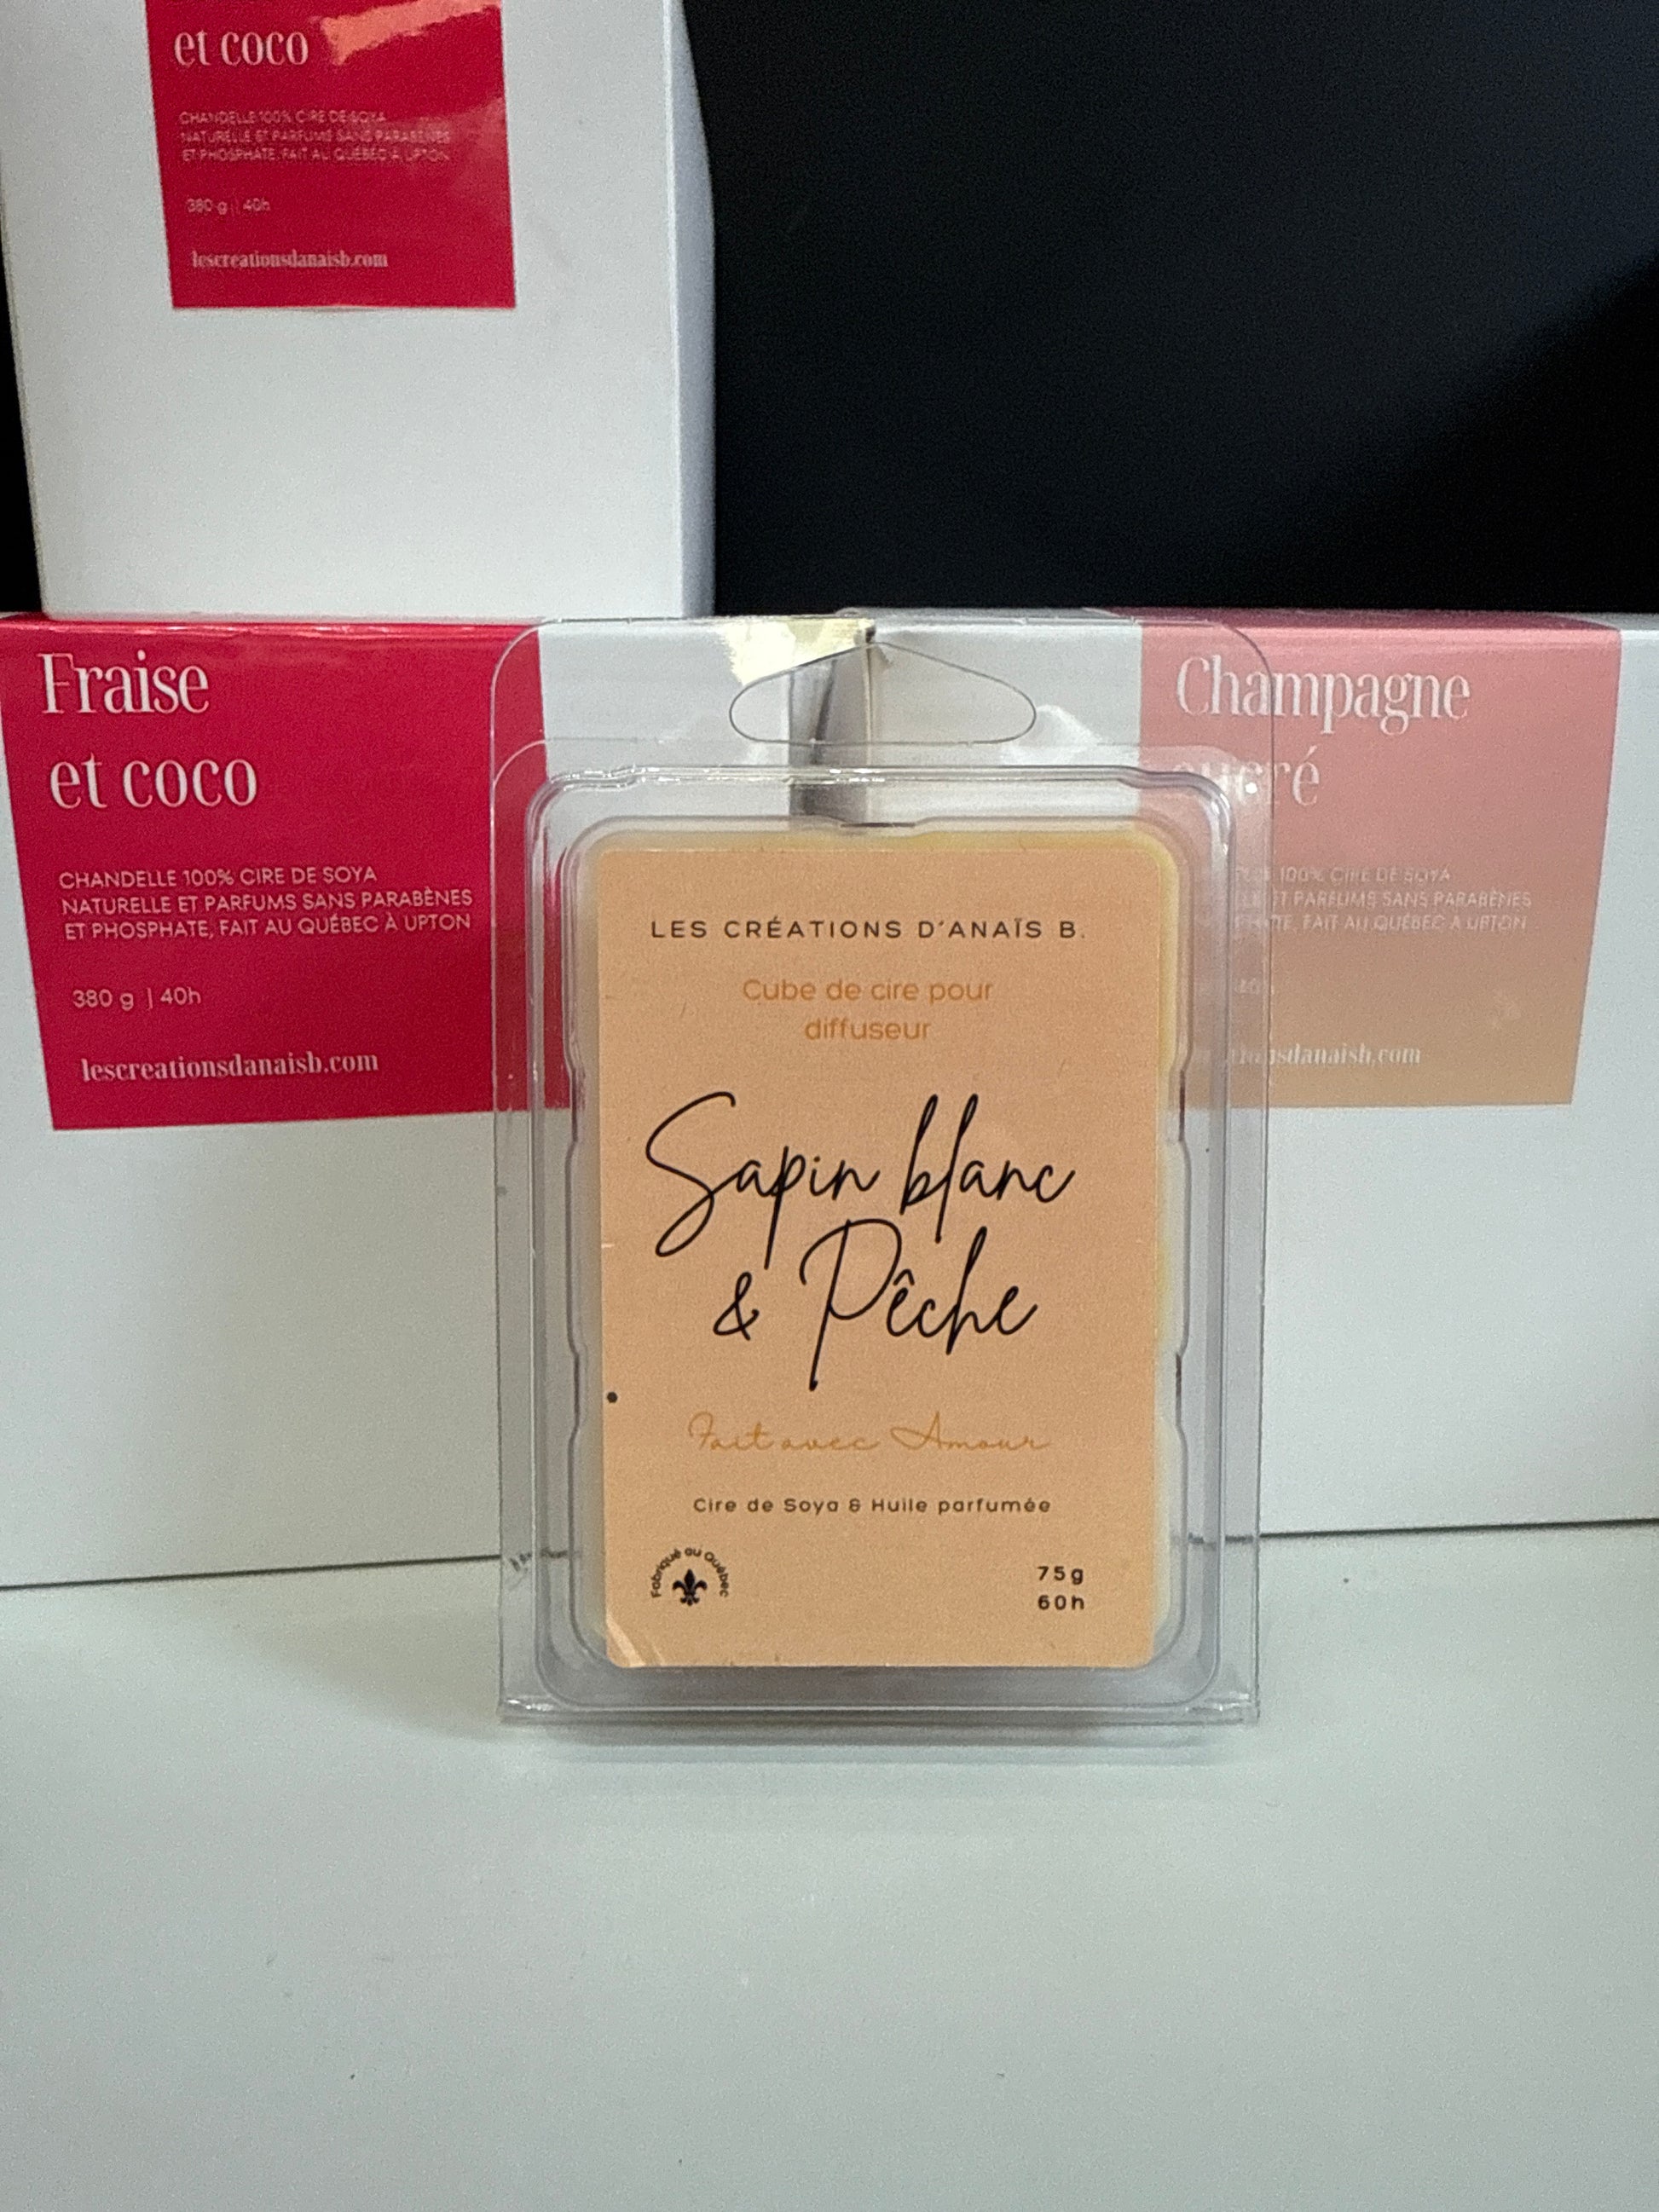 et coco
CHANDELLE 100% CIRE DE SOYA
NATURELLE ET PARFUMS SANS PARABÈNES
ET PHOSPHATE, FAIT AU QUÉBEC À UPTON
380 g | 40h
lescreationsdanaisb.com
Fraise
et coco
CHANDELLE 100% CIRE DE SOYA
NATURELLE ET PARFUMS SANS PARABÈNES
ET PHOSPHATE, FAIT AU QUÉBEC À UPTON
380 g | 40h
lescreationsdanaisb.com
Champagne
sucré
100% CIRE DE SOYA
ET PARFUMS SANS PARABÈNES
FAIT AU QUÉBEC À UPTON
LES CRÉATIONS D'ANAÏS B.
Cube de cire pour
diffuseur
Sapin blanc
& Pêche
Fait avec Amour
Cire de Soya & Huile parfumée
Fabriqué au Québec
75g
60h